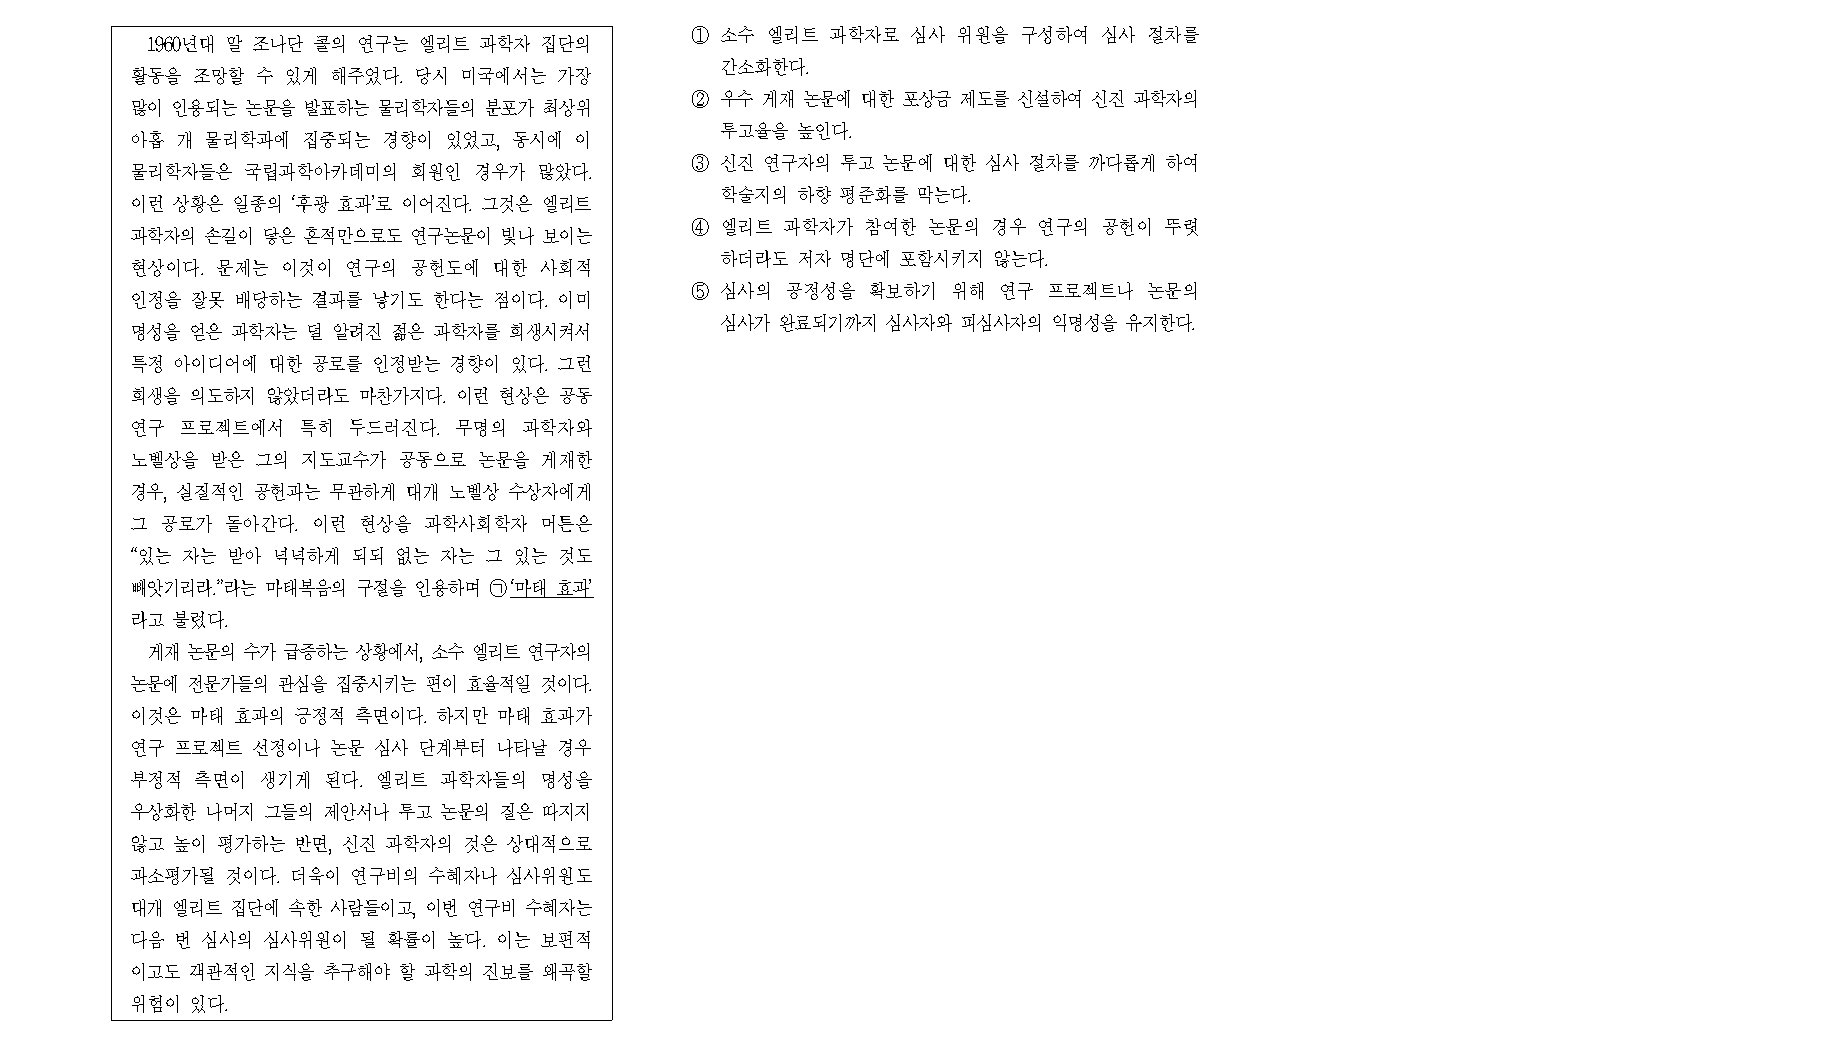 1960년대 말 조나단 콜의 연구는 엘리트 과학자 집단의
활동을 조망할 수 있게 해주었다. 당시 미국에서는 가장
많이 인용되는 논문을 발표하는 물리학자들의 분포가 최상위
아홉 개 물리학과에 집중되는 경향이 있었고, 동시에 이
물리학자들은 국립과학아카데미의 회원인 경우가 많았다.
이런 상황은 일종의 ‘후광 효과’로 이어진다. 그것은 엘리트
과학자의 손길이 닿은 흔적만으로도 연구논문이 빛나 보이는
현상이다. 문제는 이것이 연구의 공헌도에 대한 사회적
인정을 잘못 배당하는 결과를 낳기도 한다는 점이다. 이미
명성을 얻은 과학자는 덜 알려진 젊은 과학자를 희생시켜서
특정 아이디어에 대한 공로를 인정받는 경향이 있다. 그런
희생을 의도하지 않았더라도 마찬가지다. 이런 현상은 공동
연구 프로젝트에서 특히 두드러진다. 무명의 과학자와
노벨상을 받은 그의 지도교수가 공동으로 논문을 게재한
경우, 실질적인 공헌과는 무관하게 대개 노벨상 수상자에게
그 공로가 돌아간다. 이런 현상을 과학사회학자 머튼은
“있는 자는 받아 넉넉하게 되되 없는 자는 그 있는 것도
빼앗기리라.”라는 마태복음의 구절을 인용하며 ㉠‘마태 효과’
라고 불렀다.
게재 논문의 수가 급증하는 상황에서, 소수 엘리트 연구자의
논문에 전문가들의 관심을 집중시키는 편이 효율적일 것이다.
이것은 마태 효과의 긍정적 측면이다. 하지만 마태 효과가
연구 프로젝트 선정이나 논문 심사 단계부터 나타날 경우
부정적 측면이 생기게 된다. 엘리트 과학자들의 명성을
우상화한 나머지 그들의 제안서나 투고 논문의 질은 따지지
않고 높이 평가하는 반면, 신진 과학자의 것은 상대적으로
과소평가될 것이다. 더욱이 연구비의 수혜자나 심사위원도
대개 엘리트 집단에 속한 사람들이고, 이번 연구비 수혜자는
다음 번 심사의 심사위원이 될 확률이 높다. 이는 보편적
이고도 객관적인 지식을 추구해야 할 과학의 진보를 왜곡할
위험이 있다.
① 소수 엘리트 과학자로 심사 위원을 구성하여 심사 절차를
간소화한다.
② 우수 게재 논문에 대한 포상금 제도를 신설하여 신진 과학자의
투고율을 높인다.
③ 신진 연구자의 투고 논문에 대한 심사 절차를 까다롭게 하여
학술지의 하향 평준화를 막는다.
④ 엘리트 과학자가 참여한 논문의 경우 연구의 공헌이 뚜렷
하더라도 저자 명단에 포함시키지 않는다.
⑤ 심사의 공정성을 확보하기 위해 연구 프로젝트나 논문의
심사가 완료되기까지 심사자와 피심사자의 익명성을 유지한다.